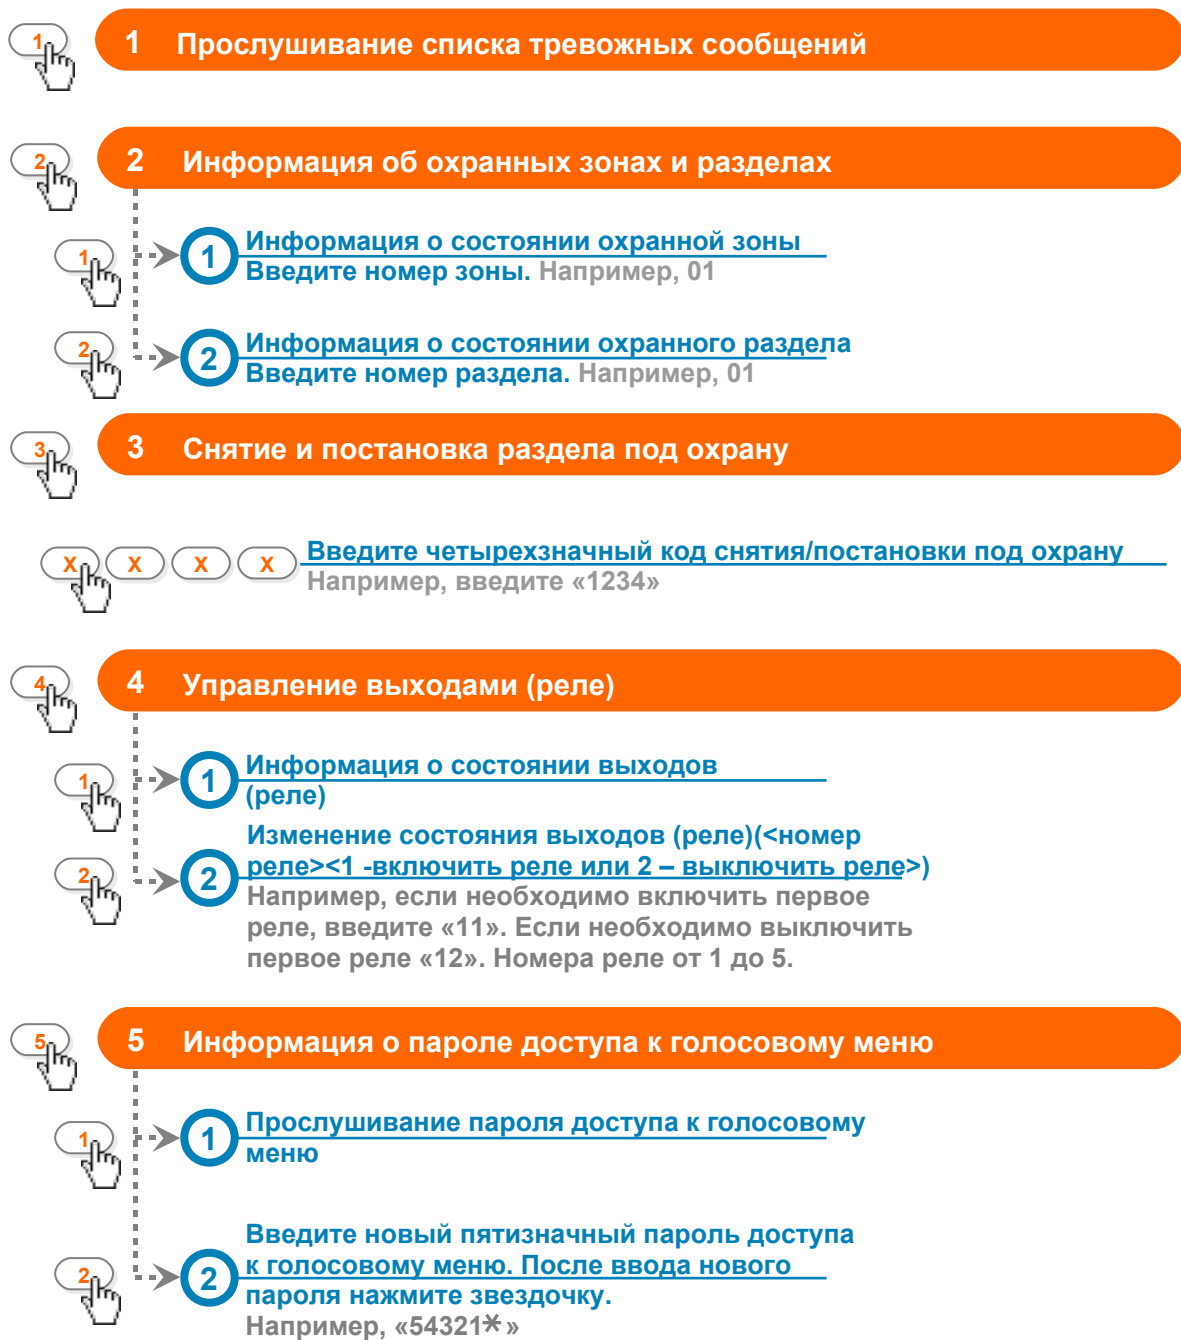 1
1 Прослушивание списка тревожных сообщений
2
2 Информация об охранных зонах и разделах
1
1
Информация о состоянии охранной зоны
Введите номер зоны. Например, 01
2
2
Информация о состоянии охранного раздела
Введите номер раздела. Например, 01
3
3 Снятие и постановка раздела под охрану
X X X X
Введите четырехзначный код снятия/постановки под охрану
Например, введите «1234»
4
4 Управление выходами (реле)
1
1
Информация о состоянии выходов
(реле)
2
2
Изменение состояния выходов (реле)(<номер
реле><1 -включить реле или 2 – выключить реле>)
Например, если необходимо включить первое
реле, введите «11». Если необходимо выключить
первое реле «12». Номера реле от 1 до 5.
5
5 Информация о пароле доступа к голосовому меню
1
1
Прослушивание пароля доступа к голосовому
меню
2
2
Введите новый пятизначный пароль доступа
к голосовому меню. После ввода нового
пароля нажмите звездочку.
Например, «54321* »